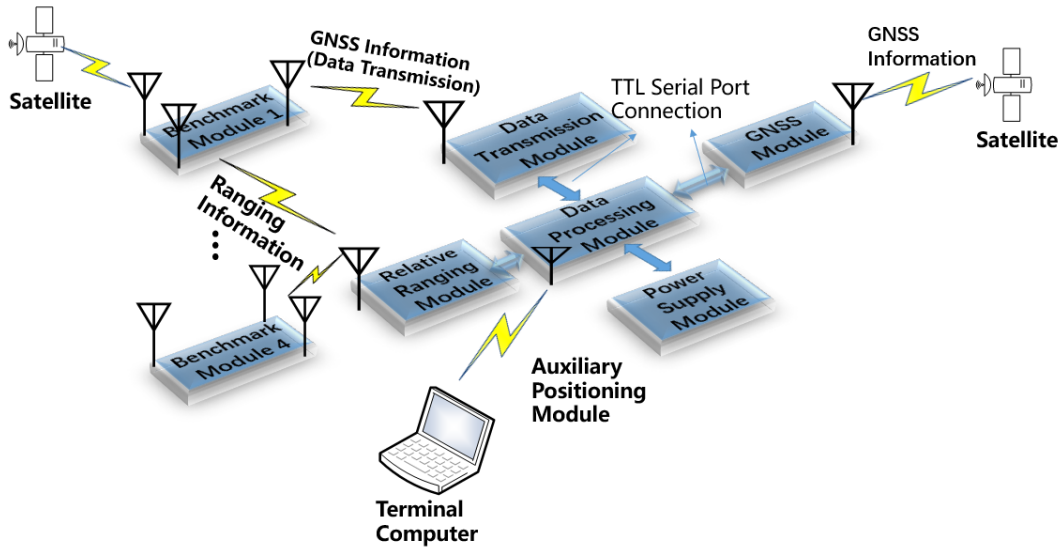 Satellite
GNSS Information
(Data Transmission)
Benchmark
Module 1
Data
Transmission
Module
TTL Serial Port
Connection
GNSS
Module
GNSS
Information
Satellite
Ranging
Information
Data
Processing
Module
Relative
Ranging
Module
Power
Supply
Module
Benchmark
Module 4
Auxiliary
Positioning
Module
Terminal
Computer